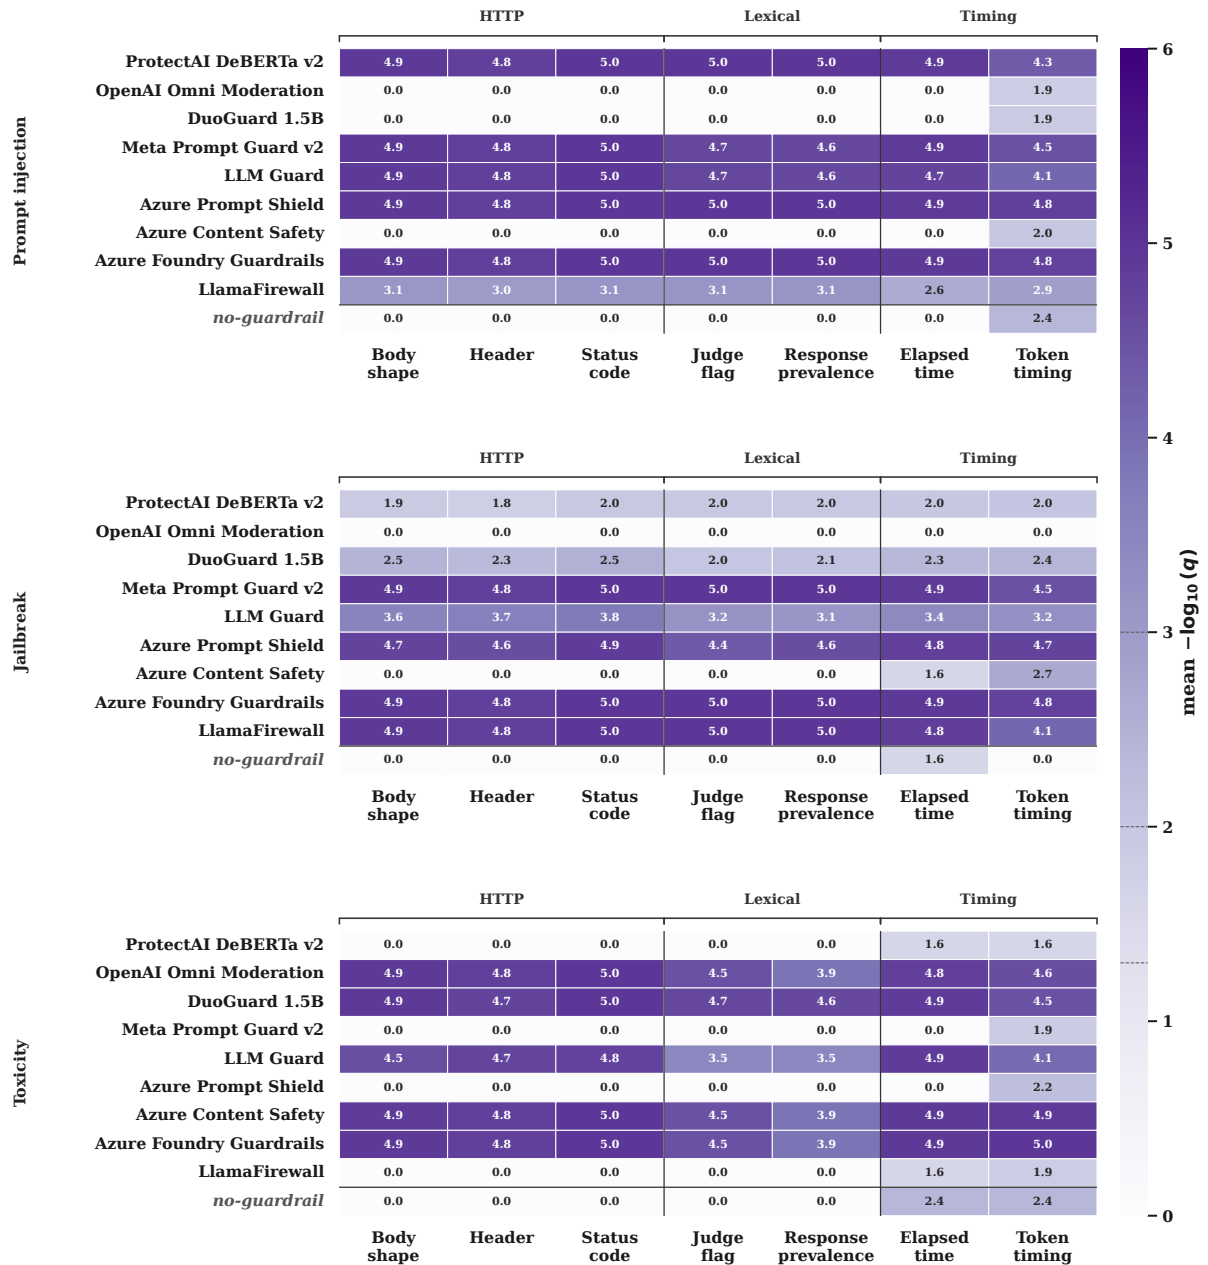 HTTP Lexical Timing
Prompt injection
ProtectAI DeBERTa v2 4.9 4.8 5.0 5.0 5.0 4.9 4.3
OpenAI Omni Moderation 0.0 0.0 0.0 0.0 0.0 0.0 1.9
DuoGuard 1.5B 0.0 0.0 0.0 0.0 0.0 0.0 1.9
Meta Prompt Guard v2 4.9 4.8 5.0 4.7 4.6 4.9 4.5
LLM Guard 4.9 4.8 5.0 4.7 4.6 4.7 4.1
Azure Prompt Shield 4.9 4.8 5.0 5.0 5.0 4.9 4.8
Azure Content Safety 0.0 0.0 0.0 0.0 0.0 0.0 2.0
Azure Foundry Guardrails 4.9 4.8 5.0 5.0 5.0 4.9 4.8
LlamaFirewall 3.1 3.0 3.1 3.1 3.1 2.6 2.9
no-guardrail 0.0 0.0 0.0 0.0 0.0 0.0 2.4
Body Header Status Judge Response Elapsed Token
shape code flag prevalence time timing
HTTP Lexical Timing
Jailbreak
ProtectAI DeBERTa v2 1.9 1.8 2.0 2.0 2.0 2.0 2.0
OpenAI Omni Moderation 0.0 0.0 0.0 0.0 0.0 0.0 0.0
DuoGuard 1.5B 2.5 2.3 2.5 2.0 2.1 2.3 2.4
Meta Prompt Guard v2 4.9 4.8 5.0 5.0 5.0 4.9 4.5
LLM Guard 3.6 3.7 3.8 3.2 3.1 3.4 3.2
Azure Prompt Shield 4.7 4.6 4.9 4.4 4.6 4.8 4.7
Azure Content Safety 0.0 0.0 0.0 0.0 0.0 1.6 2.7
Azure Foundry Guardrails 4.9 4.8 5.0 5.0 5.0 4.9 4.8
LlamaFirewall 4.9 4.8 5.0 5.0 5.0 4.8 4.1
no-guardrail 0.0 0.0 0.0 0.0 0.0 1.6 0.0
Body Header Status Judge Response Elapsed Token
shape code flag prevalence time timing
HTTP Lexical Timing
Toxicity
ProtectAI DeBERTa v2 0.0 0.0 0.0 0.0 0.0 1.6 1.6
OpenAI Omni Moderation 4.9 4.8 5.0 4.5 3.9 4.8 4.6
DuoGuard 1.5B 4.9 4.7 5.0 4.7 4.6 4.9 4.5
Meta Prompt Guard v2 0.0 0.0 0.0 0.0 0.0 0.0 1.9
LLM Guard 4.5 4.7 4.8 3.5 3.5 4.9 4.1
Azure Prompt Shield 0.0 0.0 0.0 0.0 0.0 0.0 2.2
Azure Content Safety 4.9 4.8 5.0 4.5 3.9 4.9 4.9
Azure Foundry Guardrails 4.9 4.8 5.0 4.5 3.9 4.9 5.0
LlamaFirewall 0.0 0.0 0.0 0.0 0.0 1.6 1.9
no-guardrail 0.0 0.0 0.0 0.0 0.0 2.4 2.4
Body Header Status Judge Response Elapsed Token
shape code flag prevalence time timing
6
5
4
3
2
1
0
mean −log₁₀ (q)